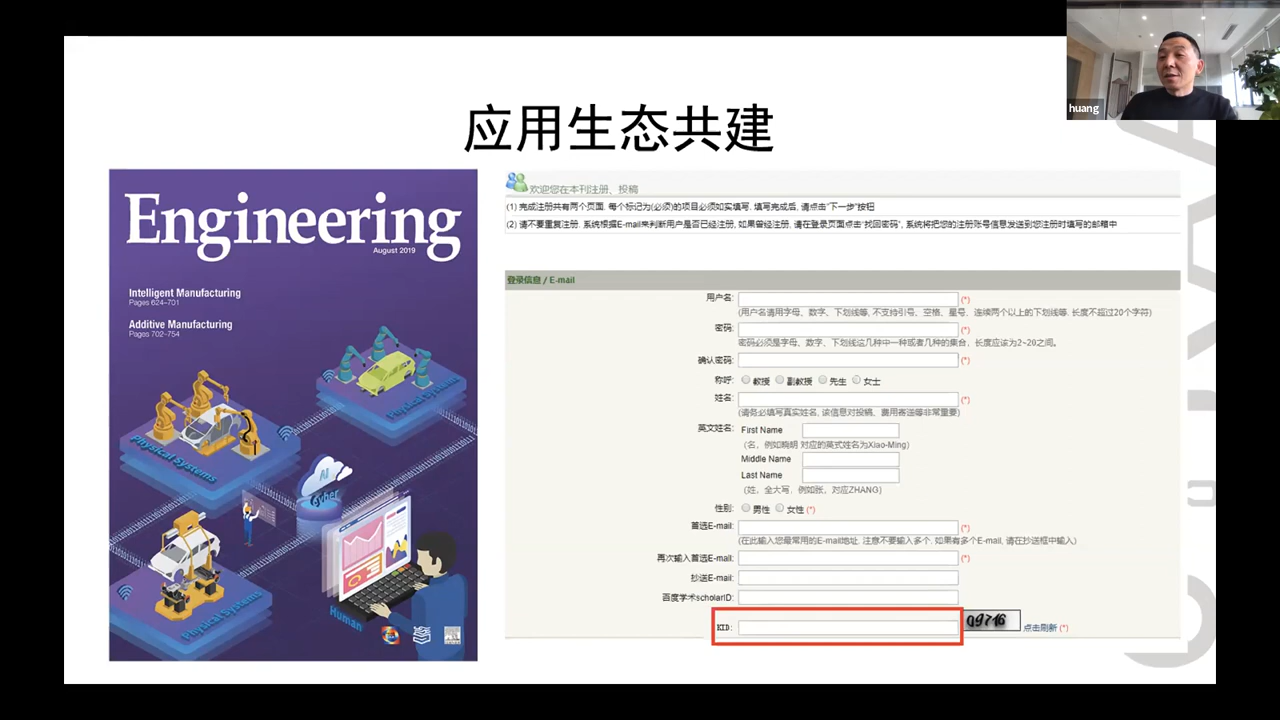 huang
应用生态共建
Engineering
August 2019
Intelligent Manufacturing
Pages 624–701
Additive Manufacturing
Pages 702–754
Physical Systems
Physical Systems
AI
Cyber
Physical Systems
Human
欢迎您在本刊注册、投稿
(1) 完成注册共有两个页面. 每个标记为(必须)的项目必须如实填写, 填写完成后, 请点击"下一步"按钮
(2) 请不要重复注册, 系统根据E-mail来判断用户是否已经注册, 如果曾经注册, 请在登录页面点击"找回密码", 系统将把您的注册账号信息发送到您注册时填写的邮箱中
登录信息 / E-mail
用户名: (*)
(用户名请用字母、数字、下划线等, 不支持引号、空格、星号、连续两个以上的下划线等. 长度不超过20个字符)
密码: (*)
密码必须是字母、数字、下划线这几种中一种或者几种的集合，长度应该为2~20之间。
确认密码: (*)
称呼: 教授 副教授 先生 女士
姓名: (*)
(请务必填写真实姓名, 该信息对投稿、费用寄送等非常重要)
英文姓名: First Name
(名，例如晓明 对应的英式姓名为Xiao-Ming)
Middle Name
Last Name
(姓，全大写，例如张，对应ZHANG)
性别: 男性 女性 (*)
首选E-mail: (*)
(在此输入您最常用的E-mail地址, 注意不要输入多个, 如果有多个E-mail, 请在抄送框中输入)
再次输入首选E-mail: (*)
抄送E-mail:
百度学术scholarID:
KID: 09716 点击刷新 (*)